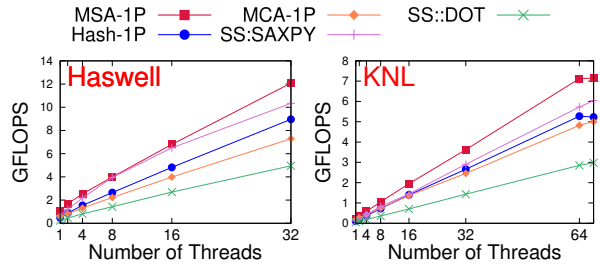 MSA-1P MCA-1P SS::DOT
Hash-1P SS:SAXPY
Haswell
GFLOPS
14
12
10
8
6
4
2
0
1 4 8 16 32
Number of Threads
KNL
GFLOPS
8
7
6
5
4
3
2
1
0
1 4 8 16 32 64
Number of Threads